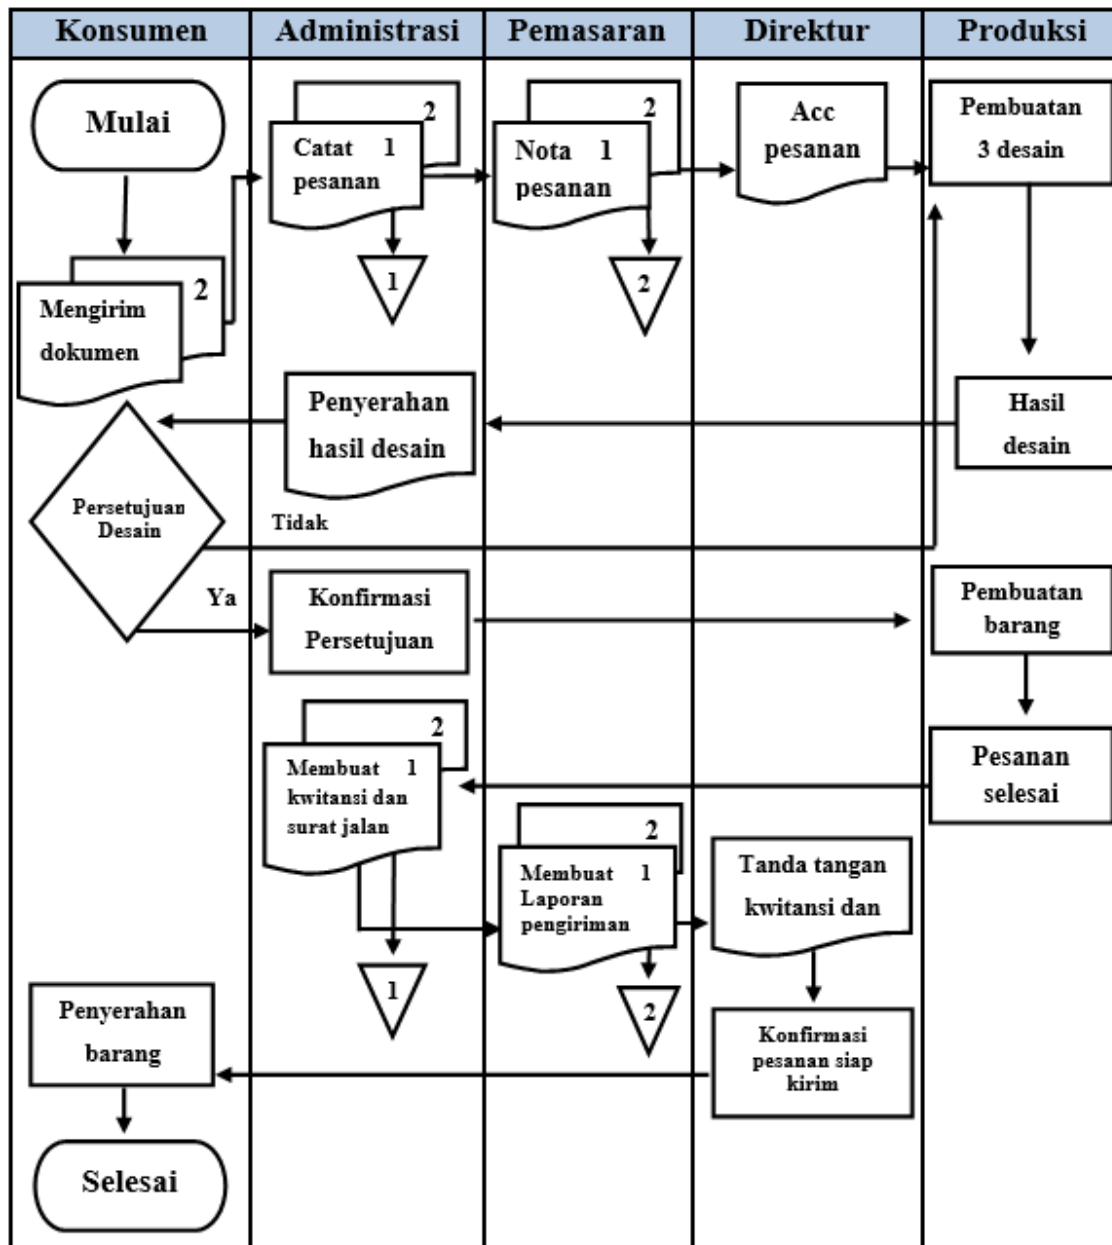 Konsumen Administrasi Pemasaran Direktur Produksi
Mulai
2
Catat 1
pesanan
1
2
Nota 1
pesanan
2
Acc
pesanan
Pembuatan
3 desain
2
Mengirim
dokumen
Penyerahan
hasil desain
Hasil
desain
Persetujuan
Desain
Tidak
Ya
Konfirmasi
Persetujuan
Pembuatan
barang
Pesanan
selesai
2
Membuat 1
kwitansi dan
surat jalan
1
2
Membuat 1
Laporan
pengiriman
2
Tanda tangan
kwitansi dan
Konfirmasi
pesanan siap
kirim
Penyerahan
barang
Selesai